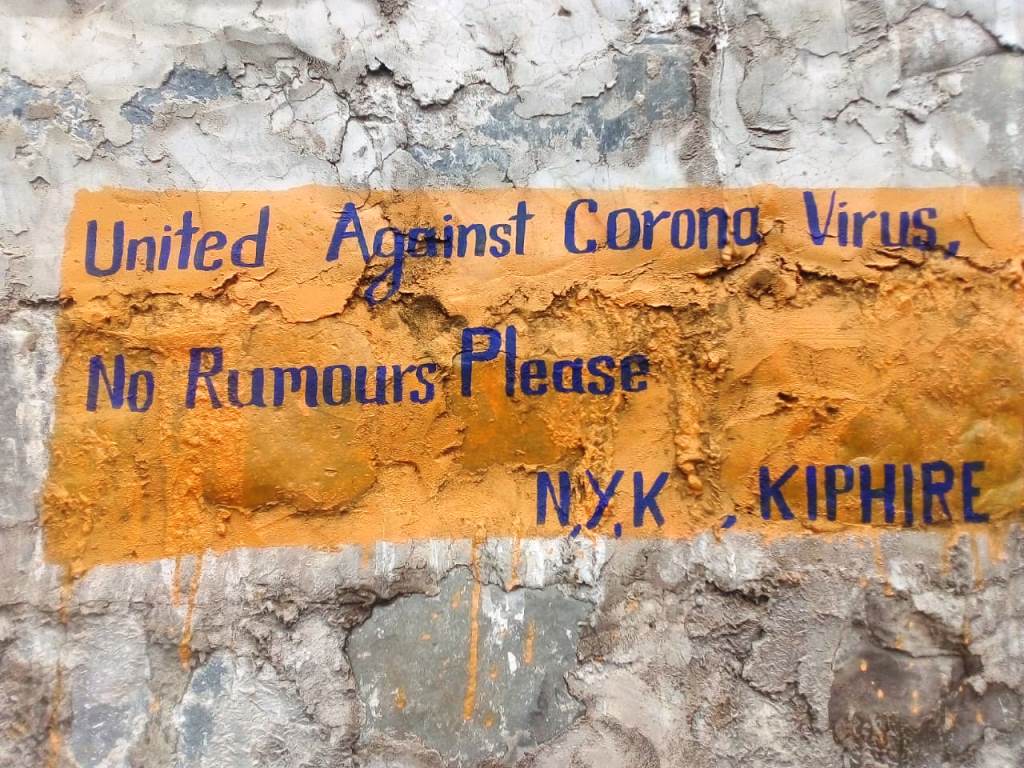 United Against Corona Virus,
No Rumours Please
N,Y,K , KIPHIRE